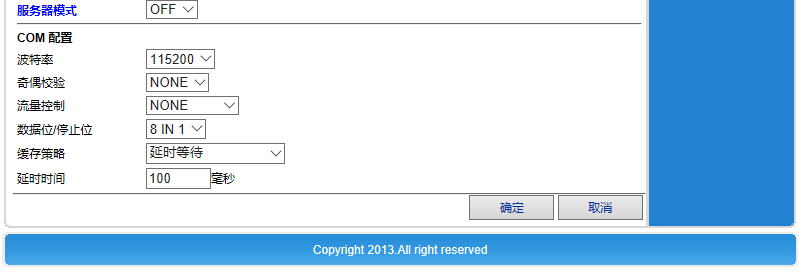 服务器模式 OFF
COM 配置
波特率 115200
奇偶校验 NONE
流量控制 NONE
数据位/停止位 8 IN 1
缓存策略 延时等待
延时时间 100 毫秒
确定 取消
Copyright 2013.All right reserved